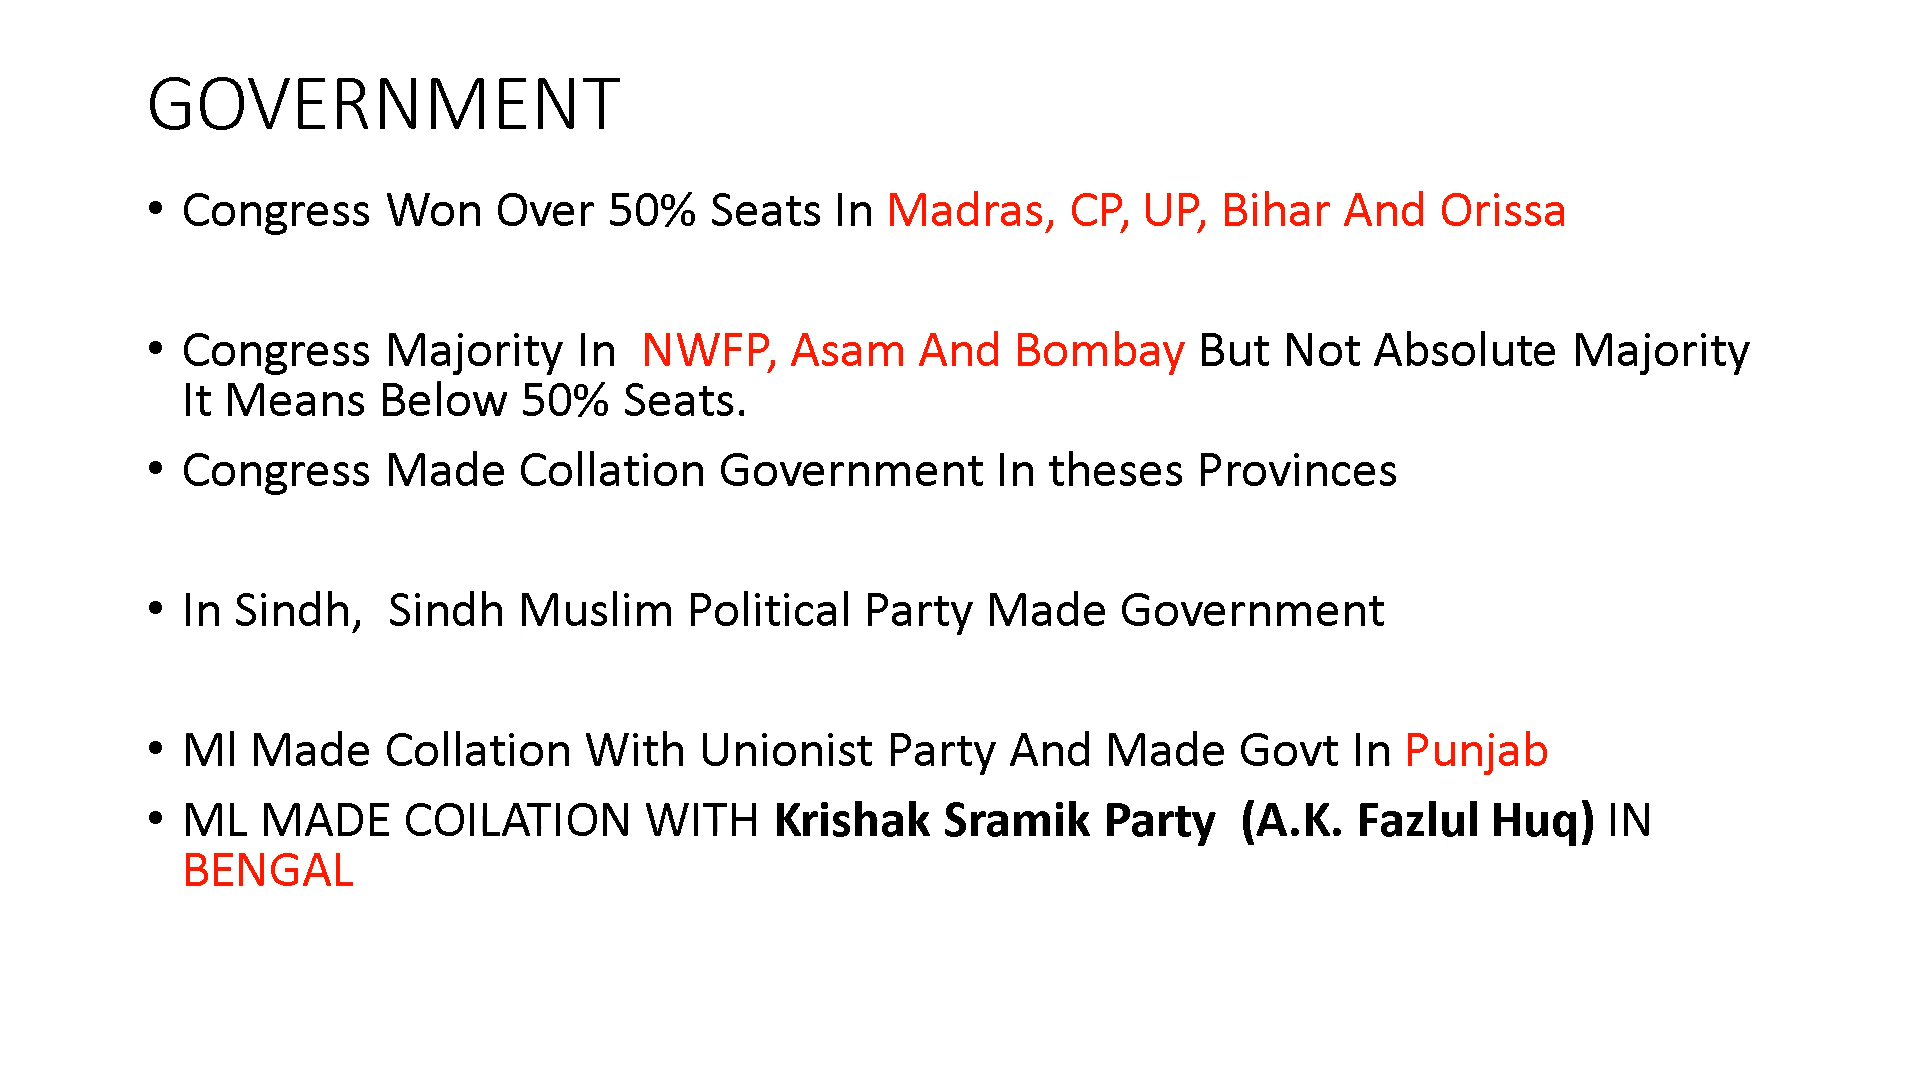 GOVERNMENT
• Congress Won Over 50% Seats In Madras, CP, UP, Bihar And Orissa
• Congress Majority In  NWFP, Asam And Bombay But Not Absolute Majority
It Means Below 50% Seats.
• Congress Made Collation Government In theses Provinces
• In Sindh,  Sindh Muslim Political Party Made Government
• Ml Made Collation With Unionist Party And Made Govt In Punjab
• ML MADE COILATION WITH Krishak Sramik Party  (A.K. Fazlul Huq) IN
BENGAL